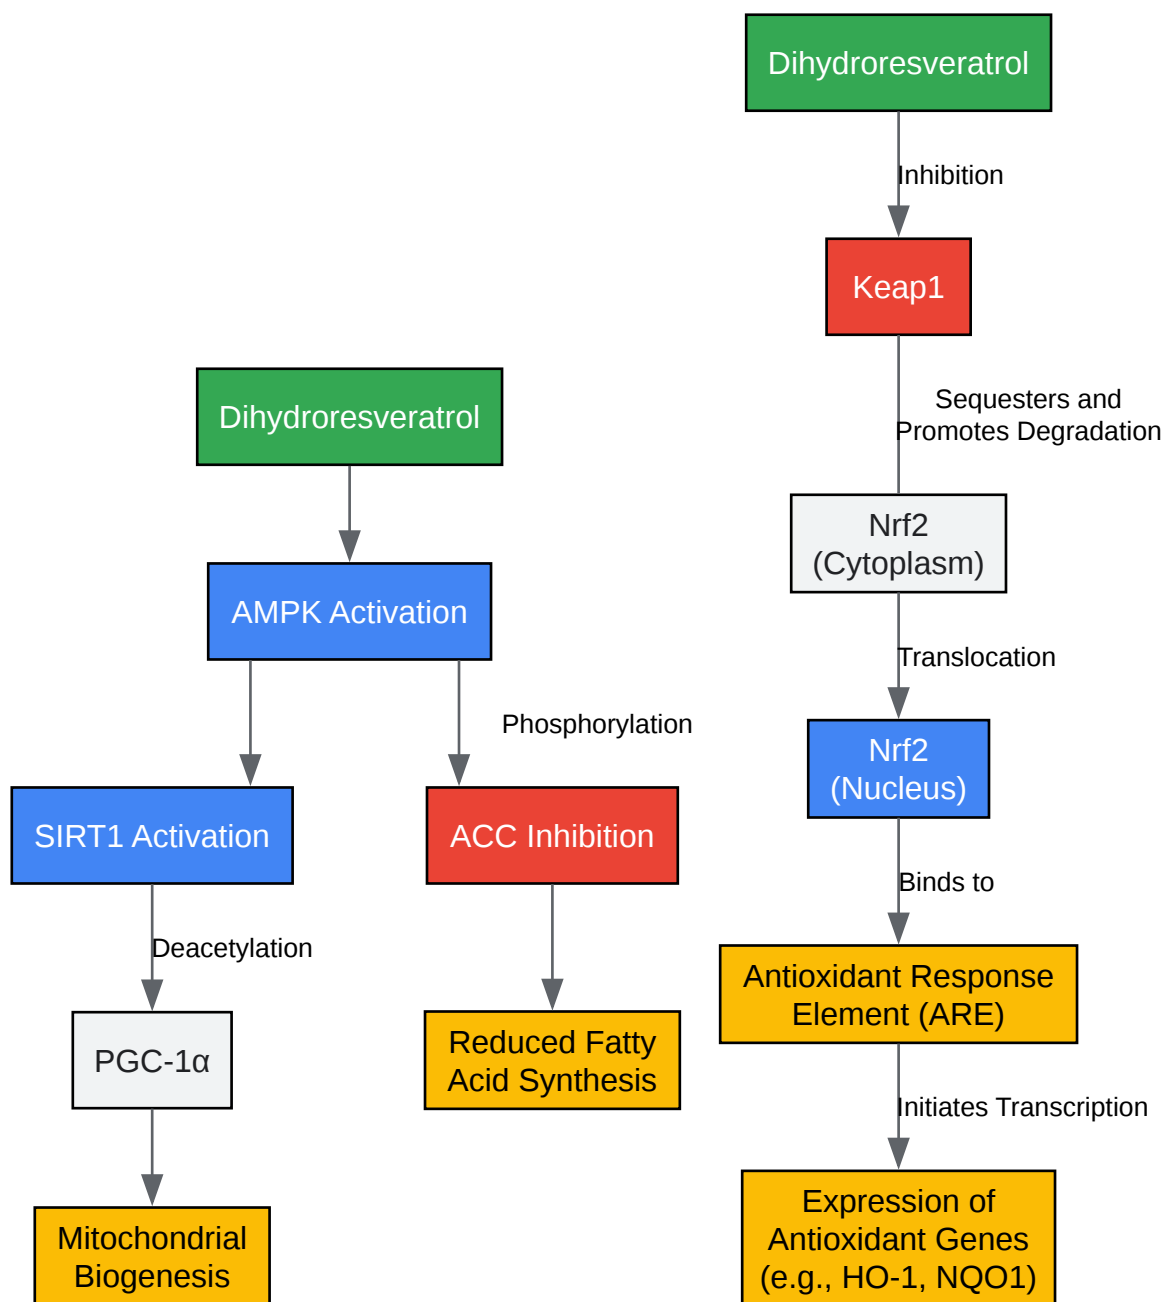 Dihydroresveratrol
AMPK Activation
Phosphorylation
SIRT1 Activation
ACC Inhibition
Deacetylation
PGC-1α
Reduced Fatty
Acid Synthesis
Mitochondrial
Biogenesis
Dihydroresveratrol
Inhibition
Keap1
Sequesters and
Promotes Degradation
Nrf2
(Cytoplasm)
Translocation
Nrf2
(Nucleus)
Binds to
Antioxidant Response
Element (ARE)
Initiates Transcription
Expression of
Antioxidant Genes
(e.g., HO-1, NQO1)